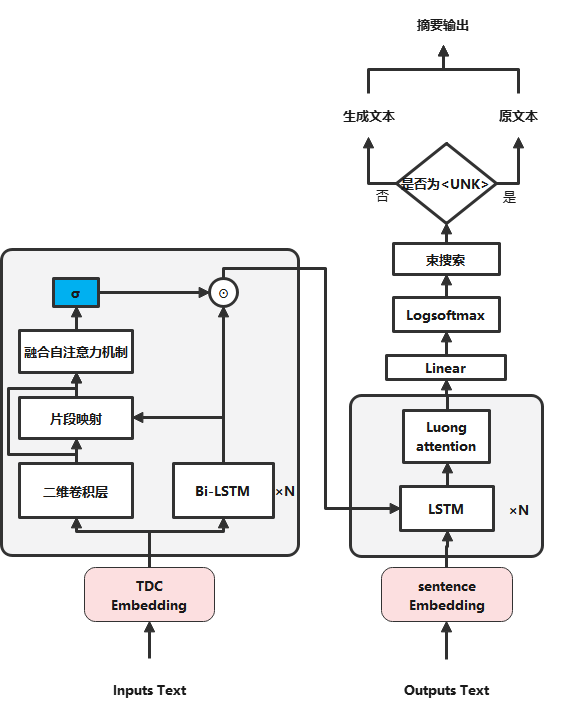 摘要输出
生成文本
原文本
是否为<UNK>
否
是
束搜索
Logsoftmax
Linear
σ
⊙
融合自注意力机制
片段映射
二维卷积层
Bi-LSTM
×N
Luong
attention
LSTM
×N
TDC
Embedding
sentence
Embedding
Inputs Text
Outputs Text